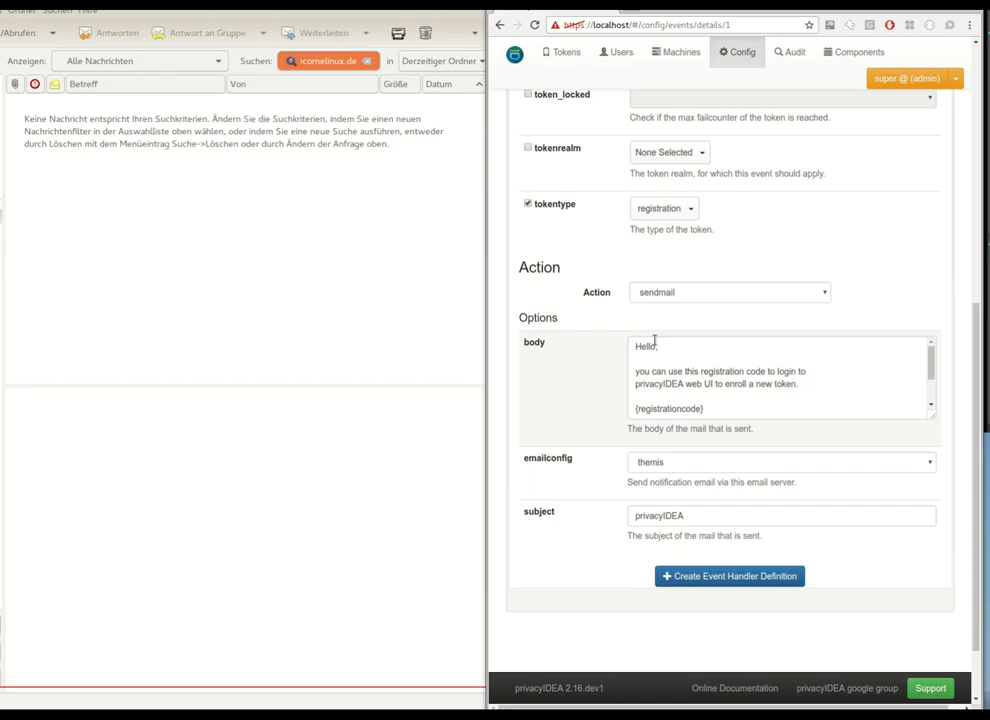 Ordner Suchen Hilfe
/Abrufen
Antworten
Antwort an Gruppe
Weiterleiten
Anzeigen:
Alle Nachrichten
Suchen:
rcornelinux.de
in
Derzeitiger Ordner
Betreff
Von
Größe
Datum
Keine Nachricht entspricht Ihren Suchkriterien. Ändern Sie die Suchkriterien, indem Sie einen neuen
Nachrichtenfilter in der Auswahlliste oben wählen, oder indem Sie eine neue Suche ausführen, entweder
durch Löschen mit dem Menüeintrag Suche->Löschen oder durch Ändern der Anfrage oben.
https://localhost/#/config/events/details/1
Tokens
Users
Machines
Config
Audit
Components
super @ (admin)
token_locked
Check if the max failcounter of the token is reached.
tokenrealm
None Selected
The token realm, for which this event should apply.
tokentype
registration
The type of the token.
Action
Action
sendmail
Options
body
Hello,
you can use this registration code to login to
privacyIDEA web UI to enroll a new token.
{registrationcode}
The body of the mail that is sent.
emailconfig
themis
Send notification email via this email server.
subject
privacyIDEA
The subject of the mail that is sent.
Create Event Handler Definition
privacyIDEA 2.16.dev1
Online Documentation
privacyIDEA google group
Support